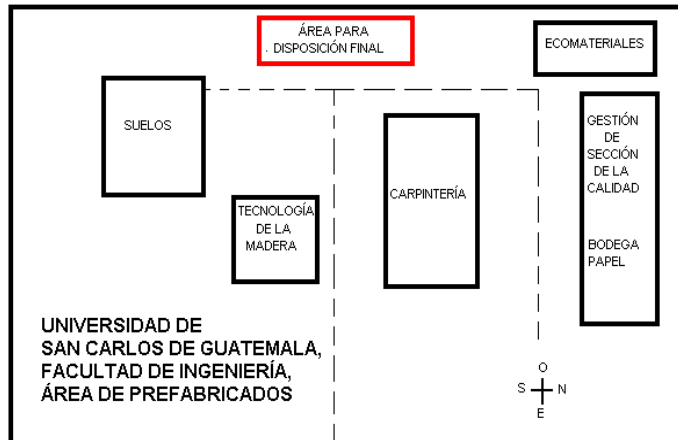 ÁREA PARA
. DISPOSICIÓN FINAL
ECOMATERIALES
SUELOS
GESTIÓN
DE
SECCIÓN
DE LA
CALIDAD
BODEGA
PAPEL
CARPINTERÍA
TECNOLOGÍA
DE LA
MADERA
UNIVERSIDAD DE
SAN CARLOS DE GUATEMALA,
FACULTAD DE INGENIERÍA,
ÁREA DE PREFABRICADOS
O
S N
E